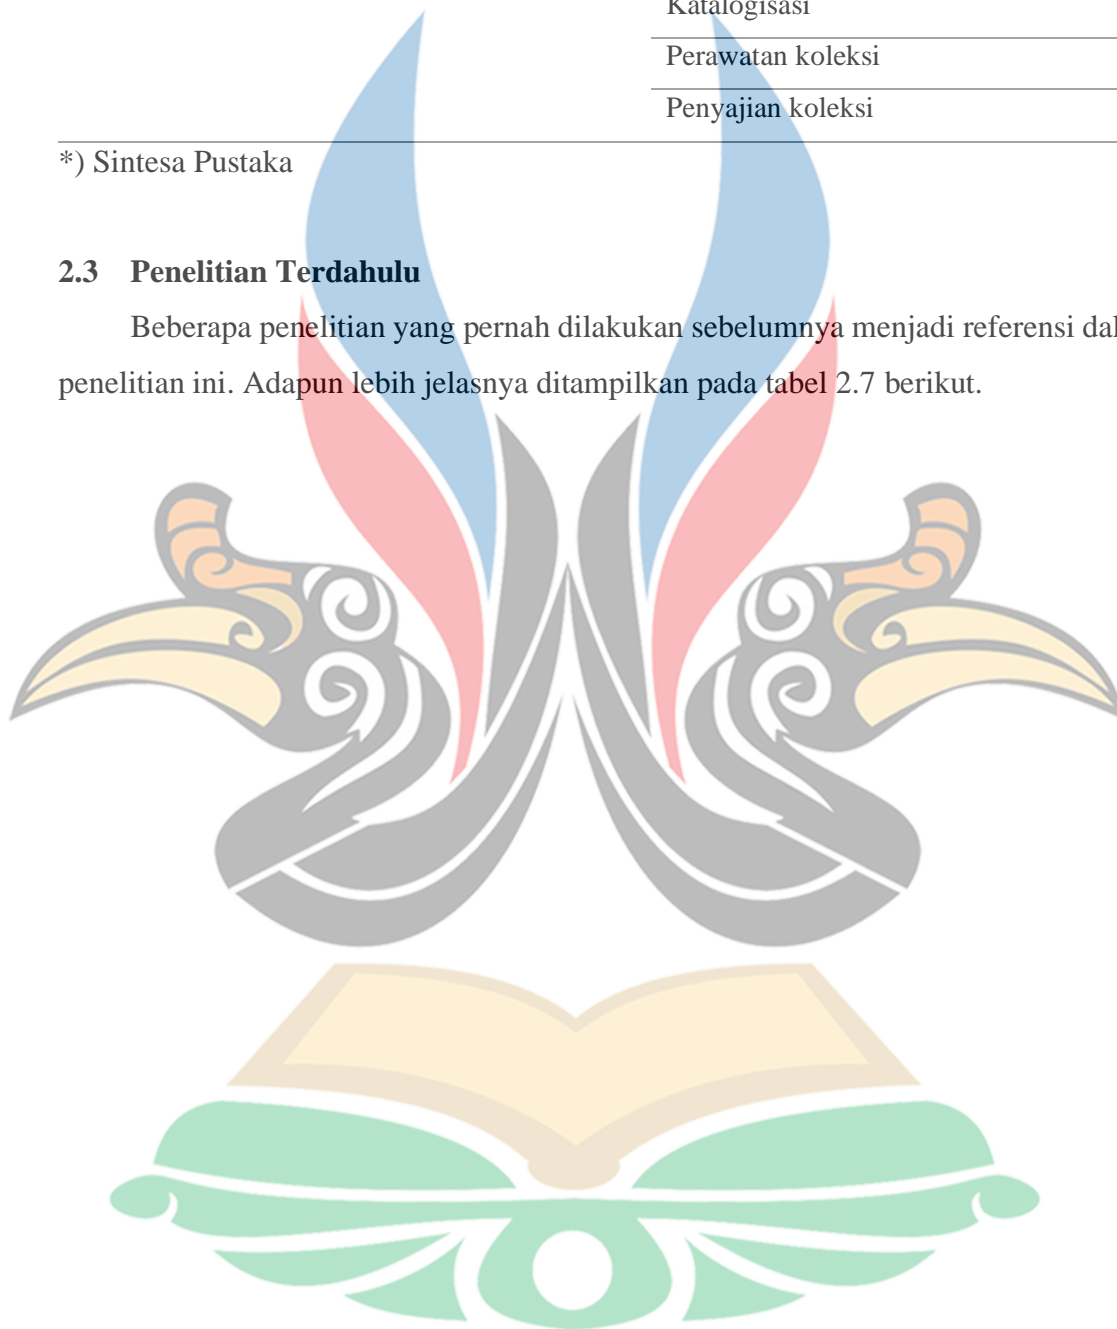 Katalogisasi
Perawatan koleksi
Penyajian koleksi
*) Sintesa Pustaka
2.3 Penelitian Terdahulu
Beberapa penelitian yang pernah dilakukan sebelumnya menjadi referensi
penelitian ini. Adapun lebih jelasnya ditampilkan pada tabel 2.7 berikut.